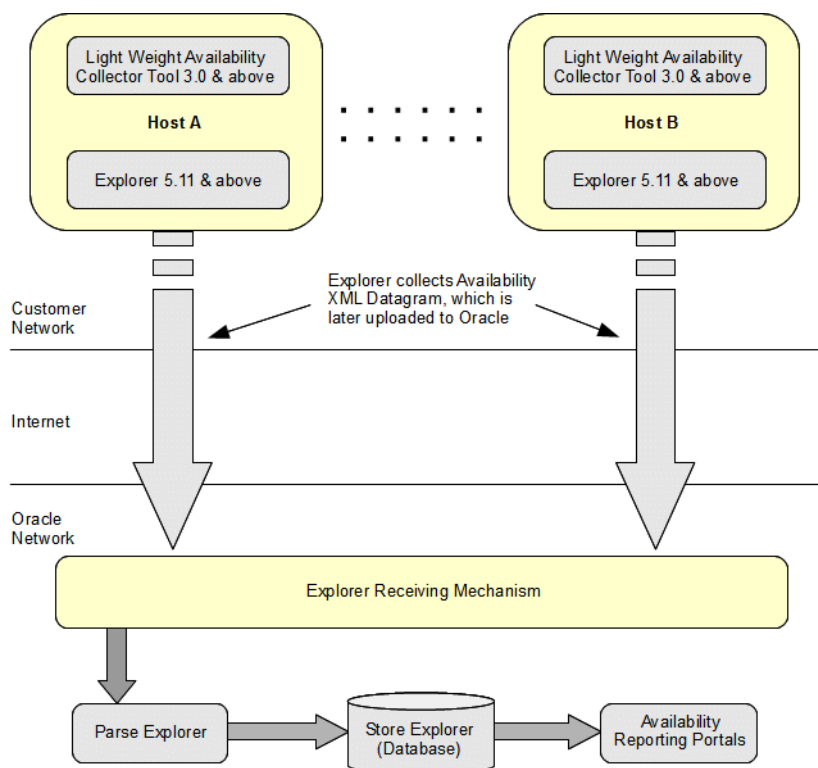 Light Weight Availability
Collector Tool 3.0 & above
Host A
Explorer 5.11 & above
Light Weight Availability
Collector Tool 3.0 & above
Host B
Explorer 5.11 & above
Explorer collects Availability
XML Datagram, which is
later uploaded to Oracle
Customer
Network
Internet
Oracle
Network
Explorer Receiving Mechanism
Parse Explorer
Store Explorer
(Database)
Availability
Reporting Portals